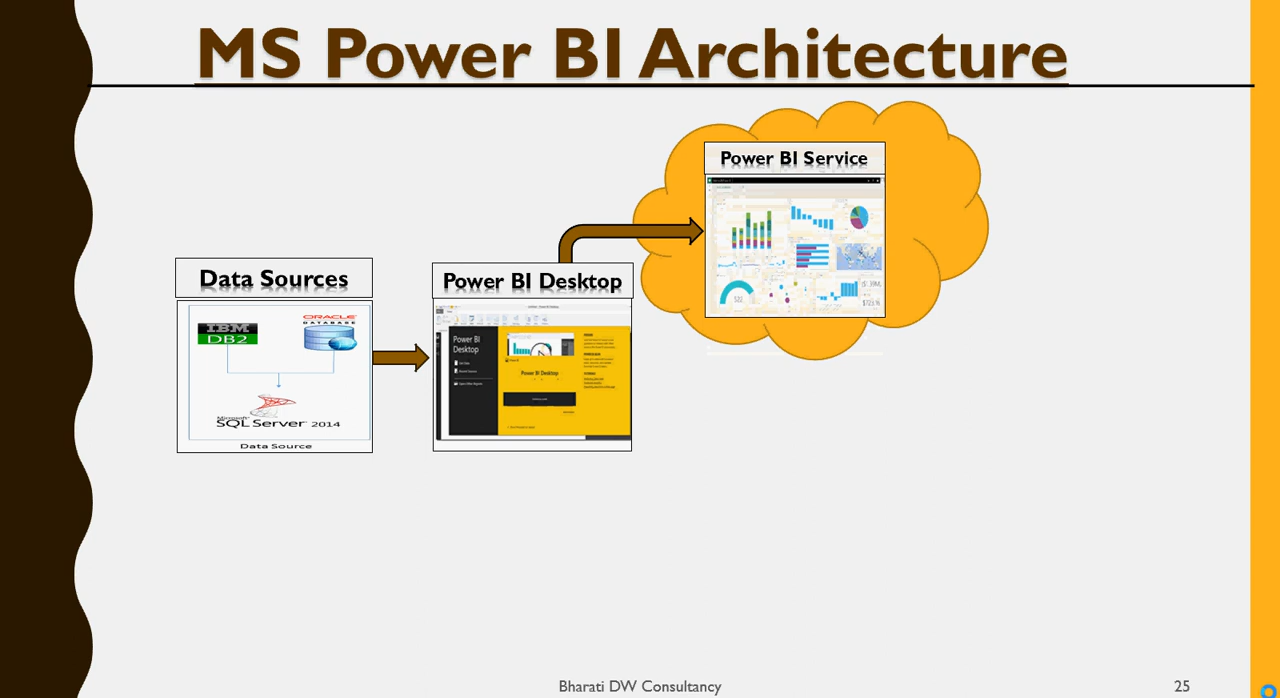 MS Power BI Architecture
Power BI Service
Data Sources
Power BI Desktop
IBM
DB2
ORACLE
DATABASE
Microsoft
SQL Server 2014
Data Source
Power BI
Desktop
Power BI Desktop
522
Bharati DW Consultancy
25